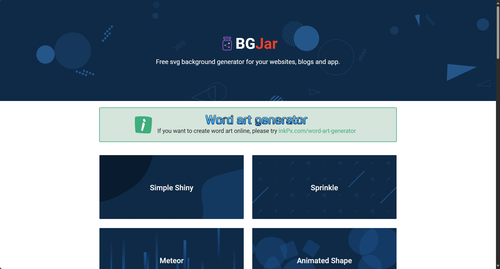 BGJar
Free svg background generator for your websites, blogs and app.
Word art generator
If you want to create word art online, please try inkPx.com/word-art-generator
Simple Shiny
Sprinkle
Meteor
Animated Shape